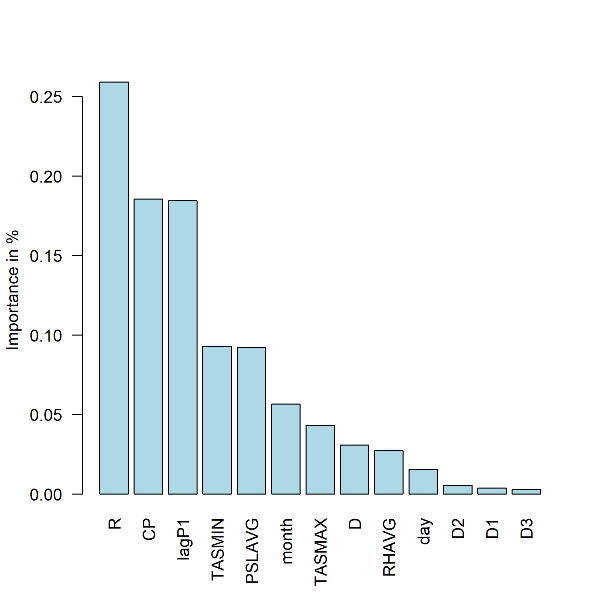 Importance in %
0.25
0.20
0.15
0.10
0.05
0.00
R
CP
lagP1
TASMIN
PSLAVG
month
TASMAX
D
RHAVG
day
D2
D1
D3